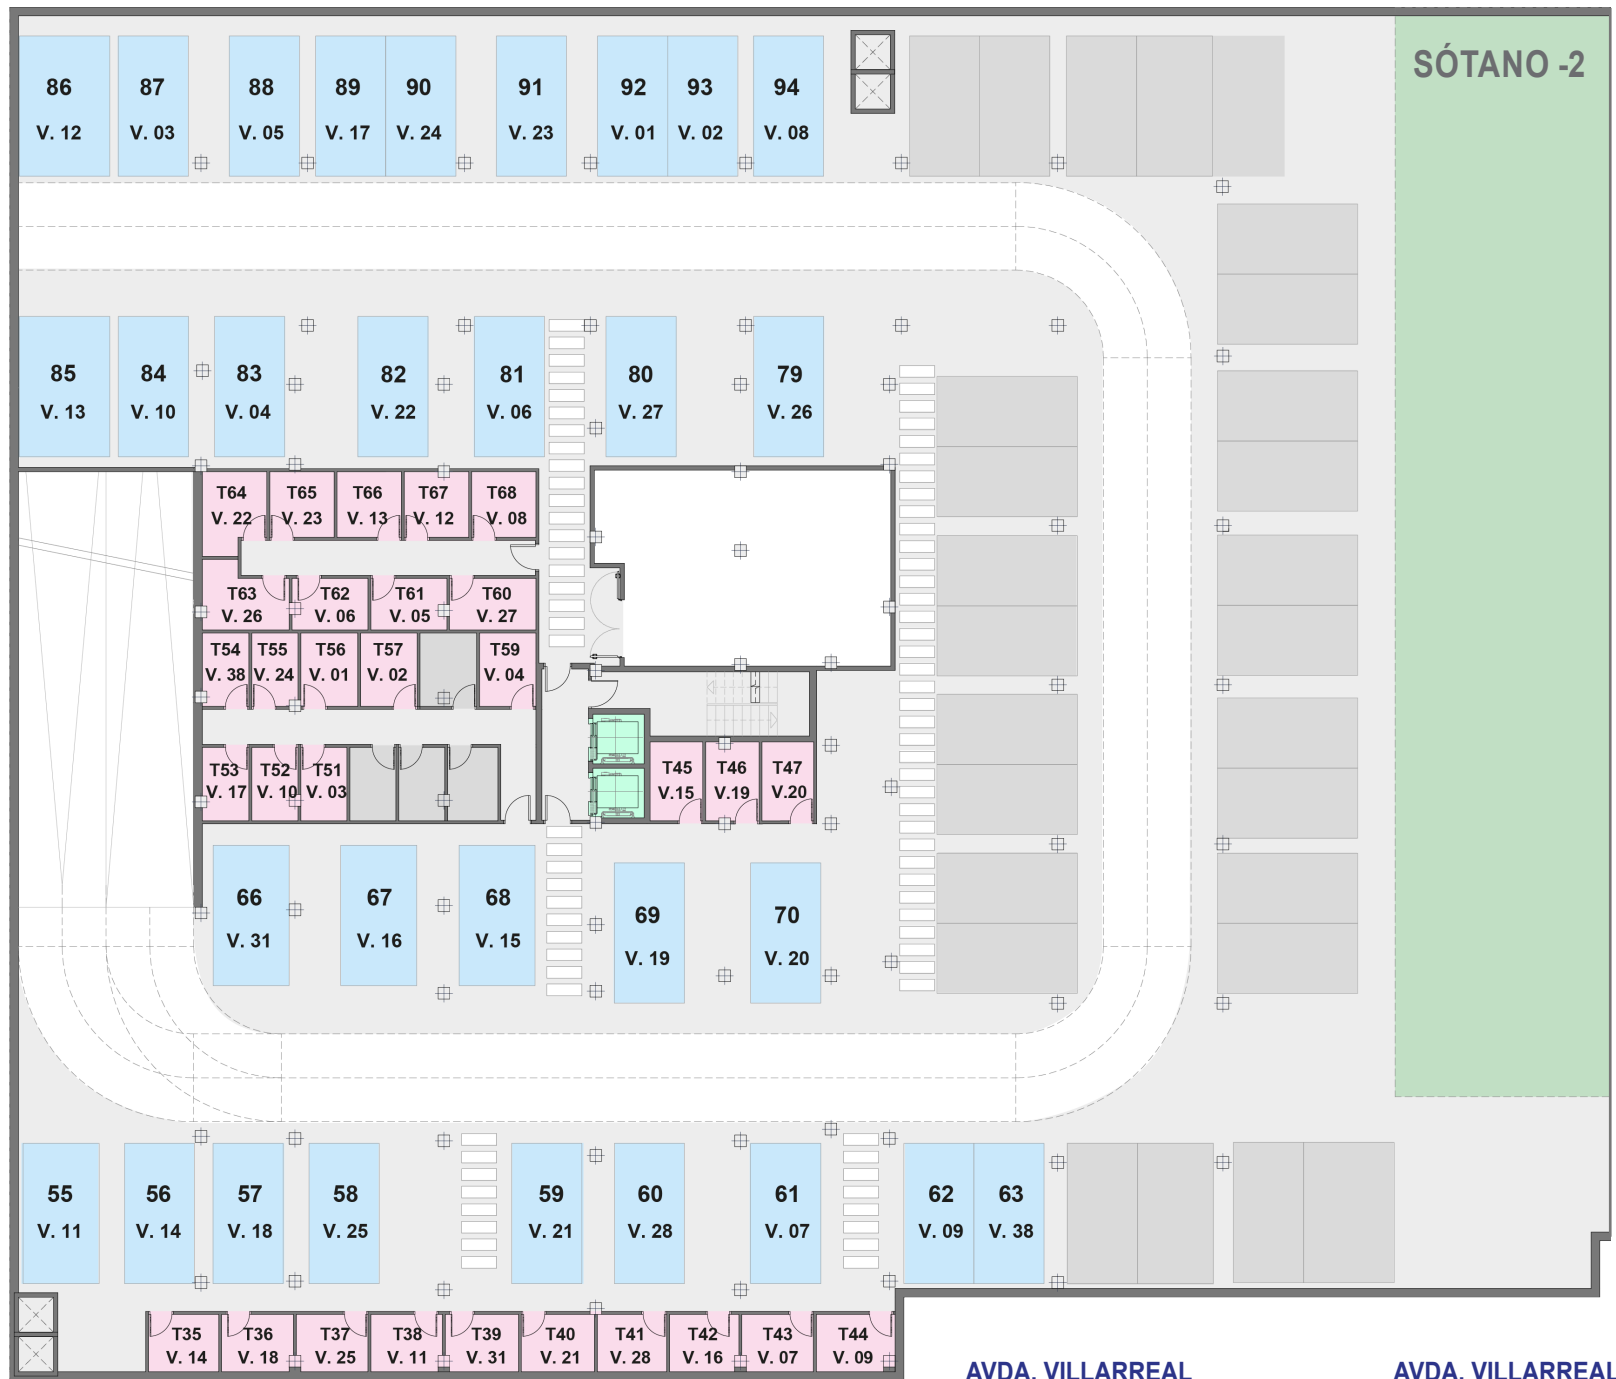 SÓTANO -2
86
V. 12
87
V. 03
88
V. 05
89
V. 17
90
V. 24
91
V. 23
92
V. 01
93
V. 02
94
V. 08
85
V. 13
84
V. 10
83
V. 04
82
V. 22
81
V. 06
80
V. 27
79
V. 26
T64
V. 22
T65
V. 23
T66
V. 13
T67
V. 12
T68
V. 08
T63
V. 26
T62
V. 06
T61
V. 05
T60
V. 27
T54
V. 38
T55
V. 24
T56
V. 01
T57
V. 02
T59
V. 04
T53
V. 17
T52
V. 10
T51
V. 03
T45
V.15
T46
V.19
T47
V.20
66
V. 31
67
V. 16
68
V. 15
69
V. 19
70
V. 20
55
V. 11
56
V. 14
57
V. 18
58
V. 25
59
V. 21
60
V. 28
61
V. 07
62
V. 09
63
V. 38
T35
V. 14
T36
V. 18
T37
V. 25
T38
V. 11
T39
V. 31
T40
V. 21
T41
V. 28
T42
V. 16
T43
V. 07
T44
V. 09
AVDA. VILLARREAL
AVDA. VILLARREAL